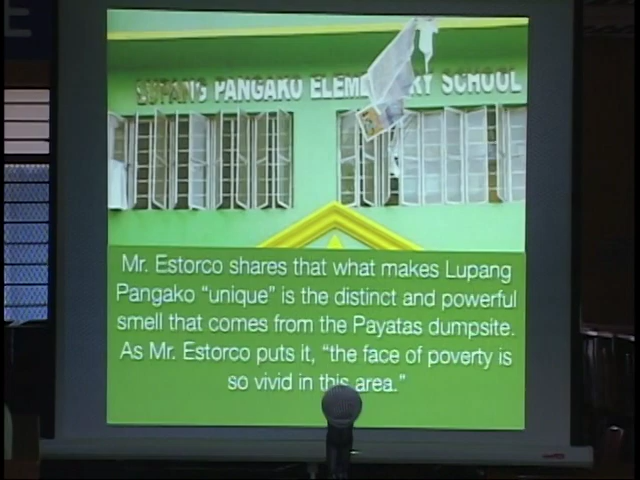 LUPANG PANGAKO ELEMENTARY SCHOOL
Mr. Estorco shares that what makes Lupang
Pangako “unique” is the distinct and powerful
smell that comes from the Payatas dumpsite.
As Mr. Estorco puts it, “the face of poverty is
so vivid in this area.”